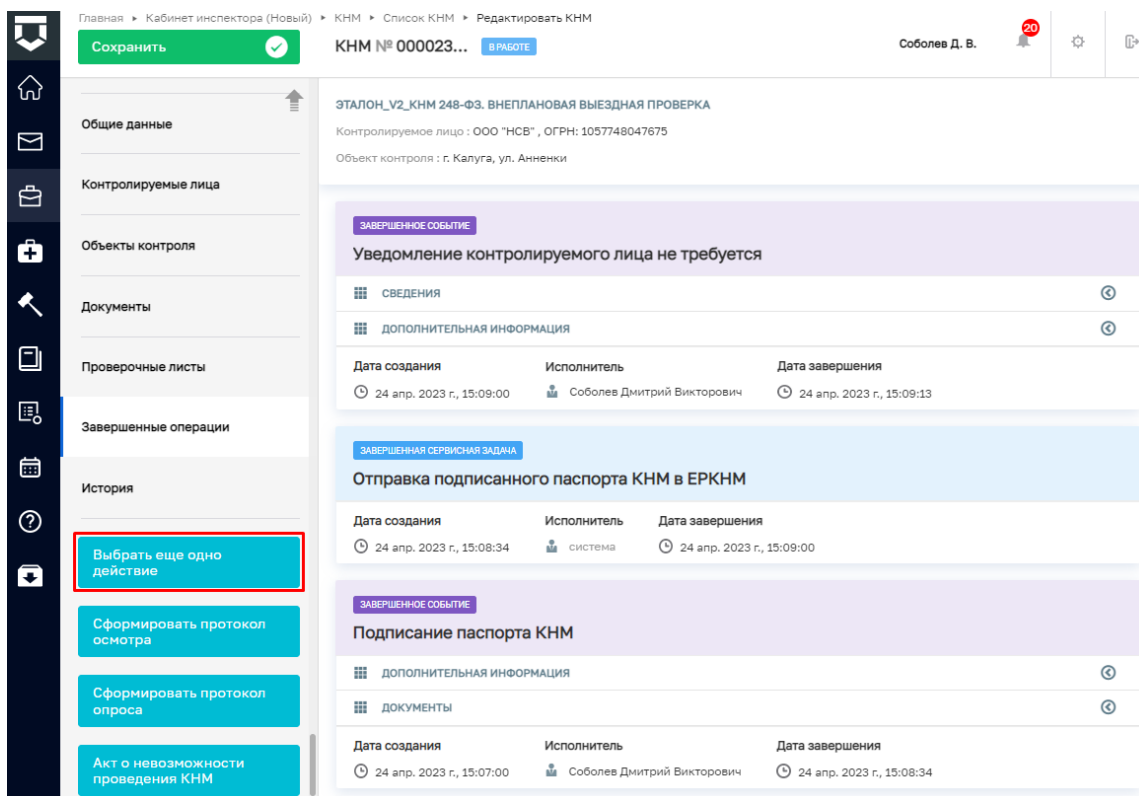 Главная ▸ Кабинет инспектора (Новый) ▸ КНМ ▸ Список КНМ ▸ Редактировать КНМ
Сохранить
КНМ № 000023... В РАБОТЕ
Соболев Д. В.
20
Общие данные
Контролируемые лица
Объекты контроля
Документы
Проверочные листы
Завершенные операции
История
Выбрать еще одно
действие
Сформировать протокол
осмотра
Сформировать протокол
опроса
Акт о невозможности
проведения КНМ
ЭТАЛОН_V2_КНМ 248-ФЗ. ВНЕПЛАНОВАЯ ВЫЕЗДНАЯ ПРОВЕРКА
Контролируемое лицо : ООО "НСВ" , ОГРН: 1057748047675
Объект контроля : г. Калуга, ул. Анненки
ЗАВЕРШЕННОЕ СОБЫТИЕ
Уведомление контролируемого лица не требуется
СВЕДЕНИЯ
ДОПОЛНИТЕЛЬНАЯ ИНФОРМАЦИЯ
Дата создания Исполнитель Дата завершения
24 апр. 2023 г., 15:09:00 Соболев Дмитрий Викторович 24 апр. 2023 г., 15:09:13
ЗАВЕРШЕННАЯ СЕРВИСНАЯ ЗАДАЧА
Отправка подписанного паспорта КНМ в ЕРКНМ
Дата создания Исполнитель Дата завершения
24 апр. 2023 г., 15:08:34 система 24 апр. 2023 г., 15:09:00
ЗАВЕРШЕННОЕ СОБЫТИЕ
Подписание паспорта КНМ
ДОПОЛНИТЕЛЬНАЯ ИНФОРМАЦИЯ
ДОКУМЕНТЫ
Дата создания Исполнитель Дата завершения
24 апр. 2023 г., 15:07:00 Соболев Дмитрий Викторович 24 апр. 2023 г., 15:08:34